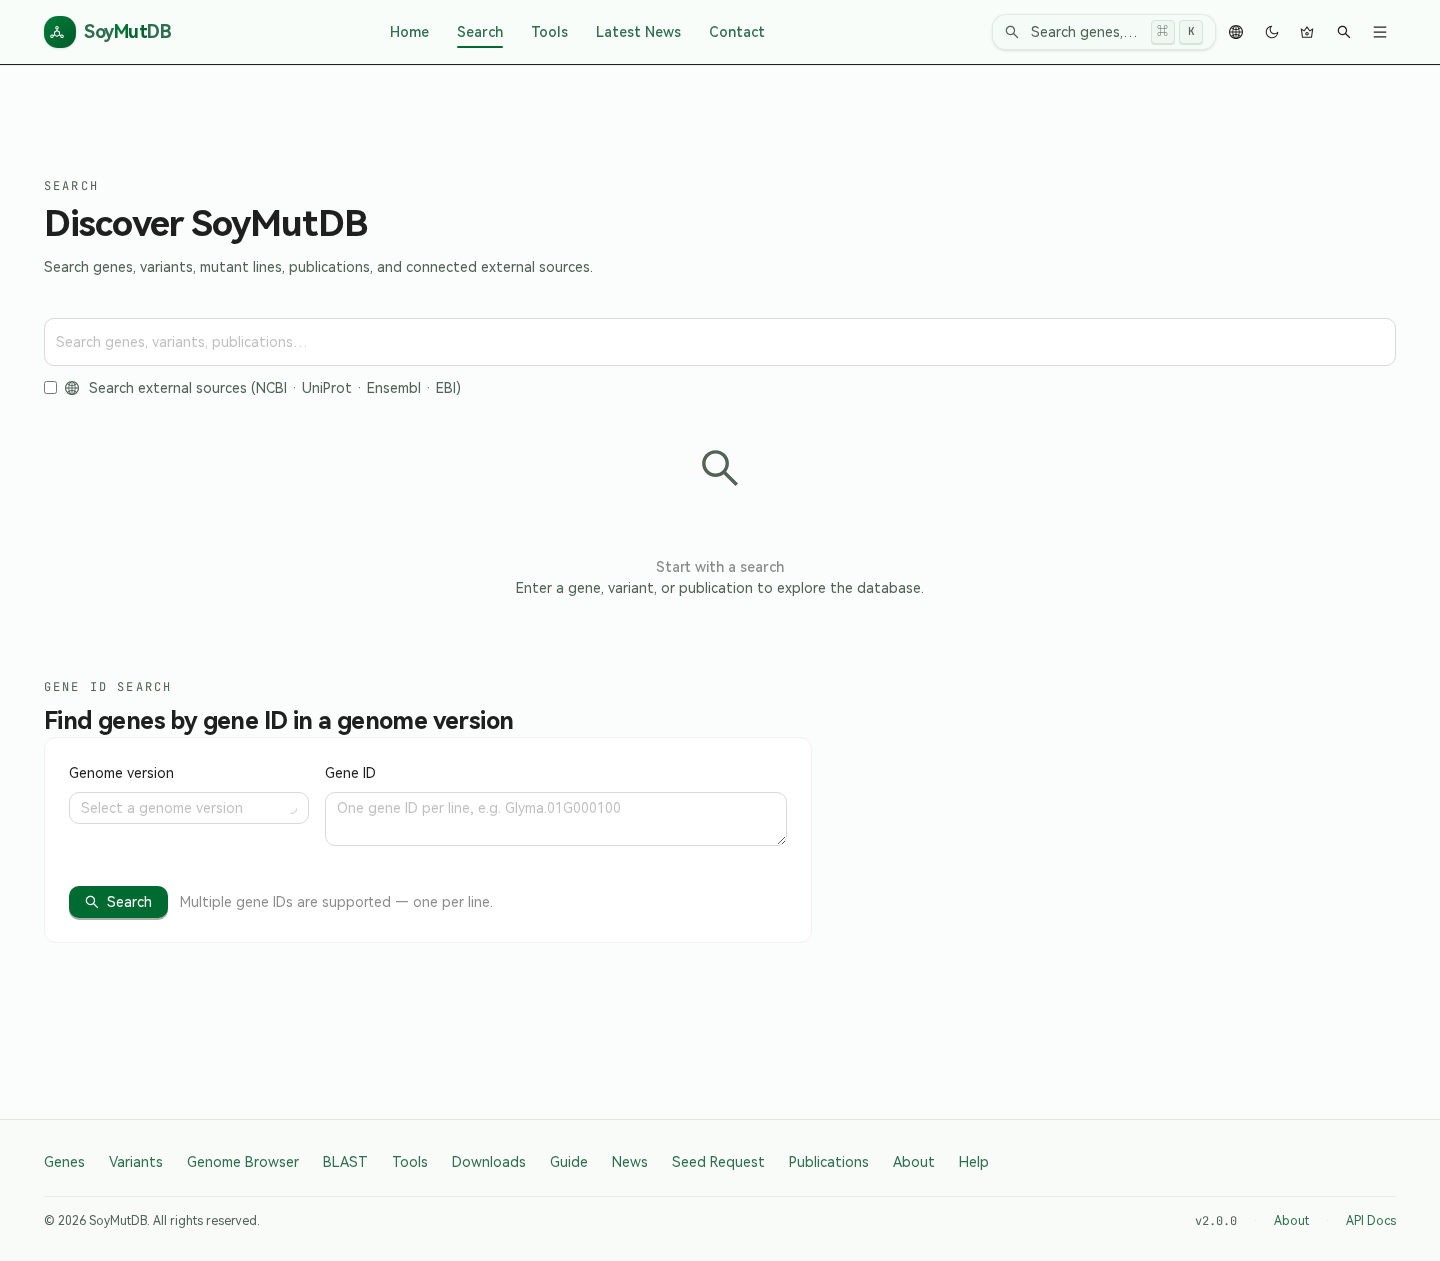 SoyMutDB
Home Search Tools Latest News Contact
Search genes,... ⌘ K
SEARCH
Discover SoyMutDB
Search genes, variants, mutant lines, publications, and connected external sources.
Search genes, variants, publications...
Search external sources (NCBI · UniProt · Ensembl · EBI)
Start with a search
Enter a gene, variant, or publication to explore the database.
GENE ID SEARCH
Find genes by gene ID in a genome version
Genome version Gene ID
Select a genome version One gene ID per line, e.g. Glyma.01G000100
Search Multiple gene IDs are supported — one per line.
Genes Variants Genome Browser BLAST Tools Downloads Guide News Seed Request Publications About Help
© 2026 SoyMutDB. All rights reserved. v2.0.0 · About · API Docs